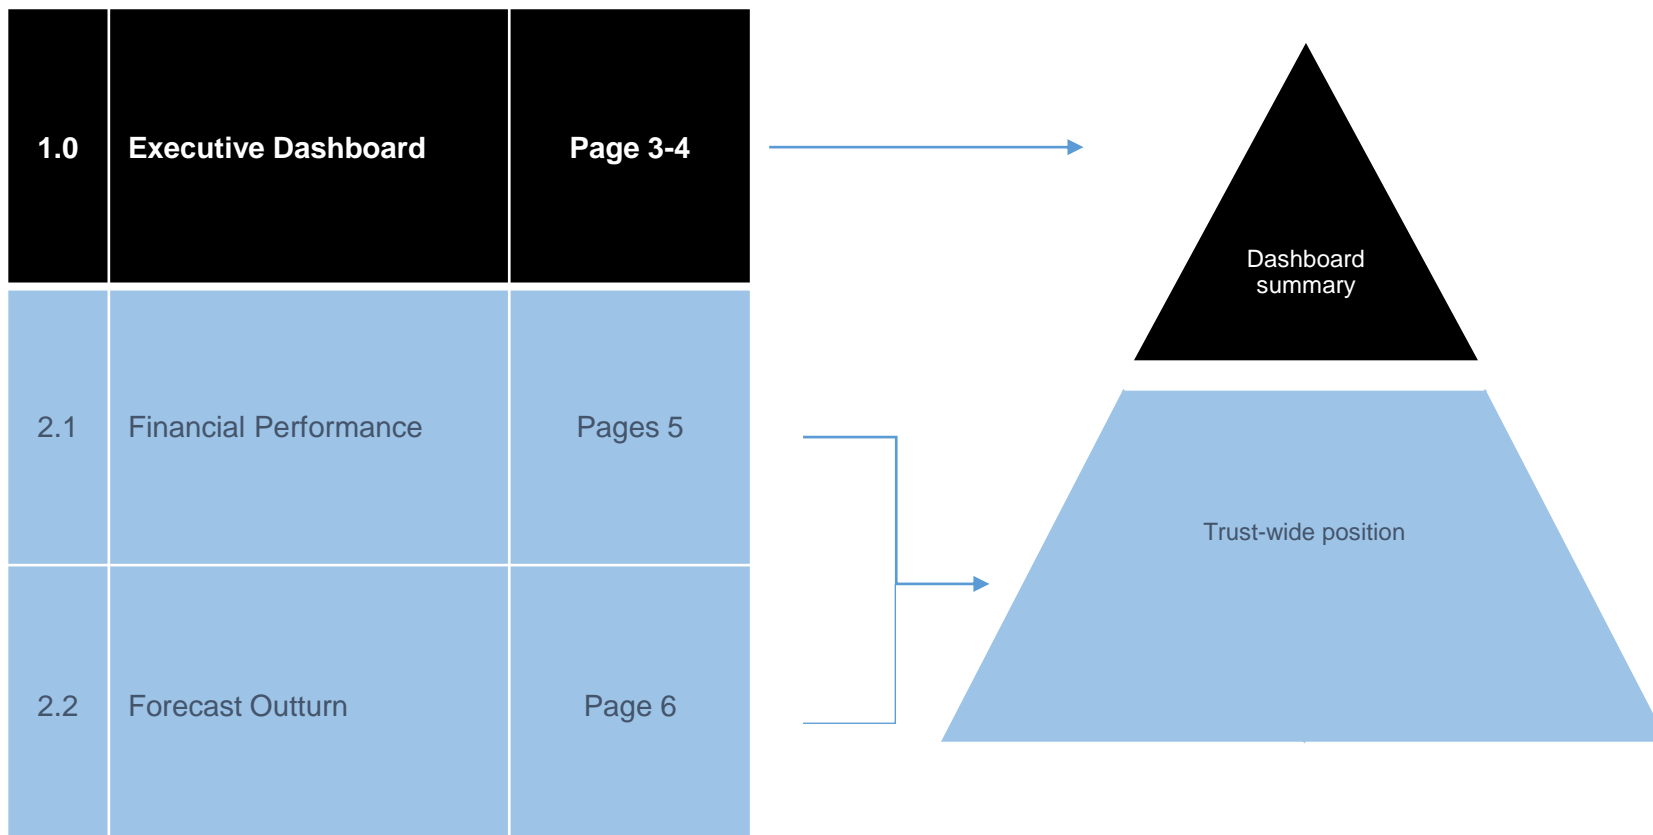 1.0 Executive Dashboard Page 3-4
2.1 Financial Performance Pages 5
2.2 Forecast Outturn Page 6
Dashboard
summary
Trust-wide position